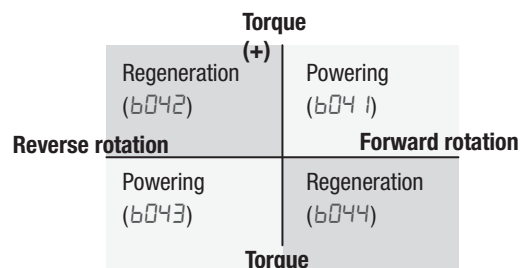 Torque
(+)
Regeneration
(b042)
Powering
(b041)
Reverse rotation
Forward rotation
Powering
(b043)
Regeneration
(b044)
Torque